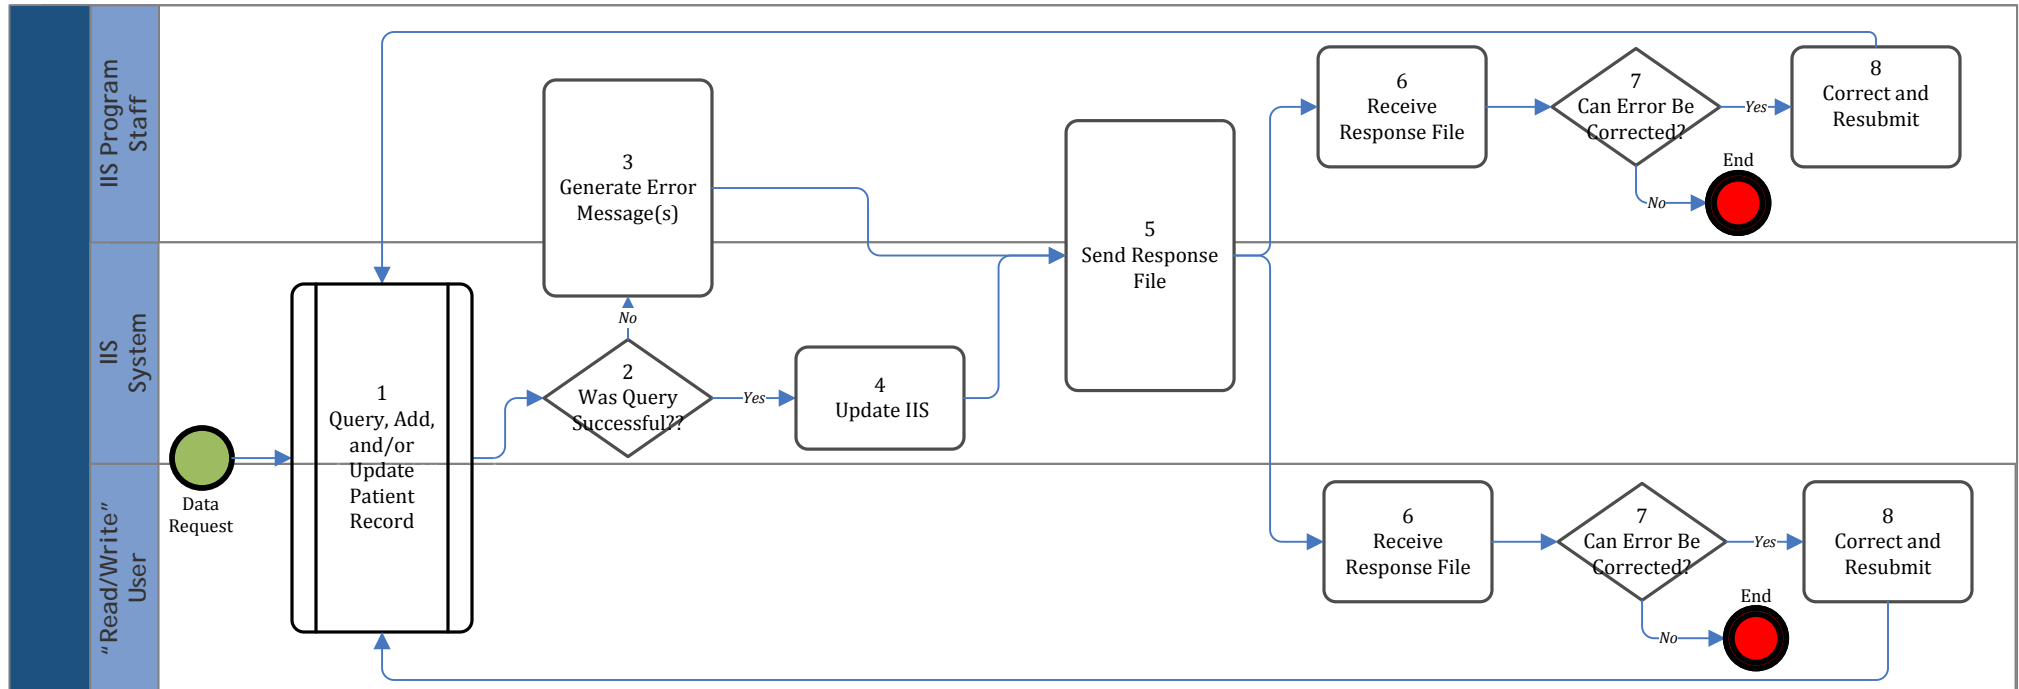 IIS Program
Staff
3
Generate Error
Message(s)
6
Receive
Response File
7
Can Error Be
Corrected?
Yes
8
Correct and
Resubmit
No
End
IIS
System
Data
Request
1
Query, Add,
and/or
Update
Patient
Record
No
2
Was Query
Successful??
Yes
4
Update IIS
5
Send Response
File
"Read/Write"
User
6
Receive
Response File
7
Can Error Be
Corrected?
Yes
8
Correct and
Resubmit
No
End